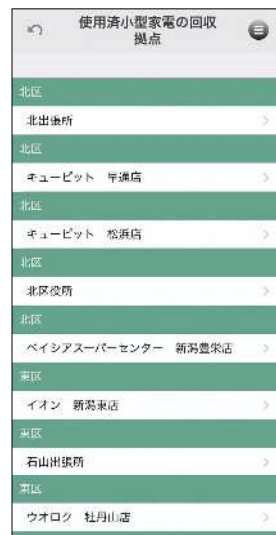 使用済小型家電の回収
拠点
北区
北出張所
北区
キューピット 早通店
北区
キューピット 松浜店
北区
北区役所
北区
ベイシアスーパーセンター 新潟豊栄店
東区
イオン 新潟東店
東区
石山出張所
東区
ウオロク 牡丹山店